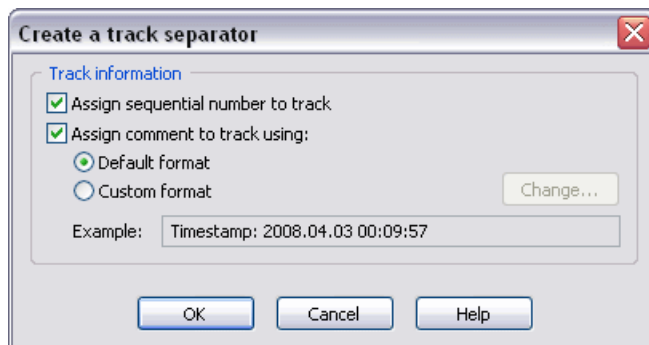 Create a track separator
Track information
Assign sequential number to track
Assign comment to track using:
Default format
Custom format
Change...
Example: Timestamp: 2008.04.03 00:09:57
OK Cancel Help